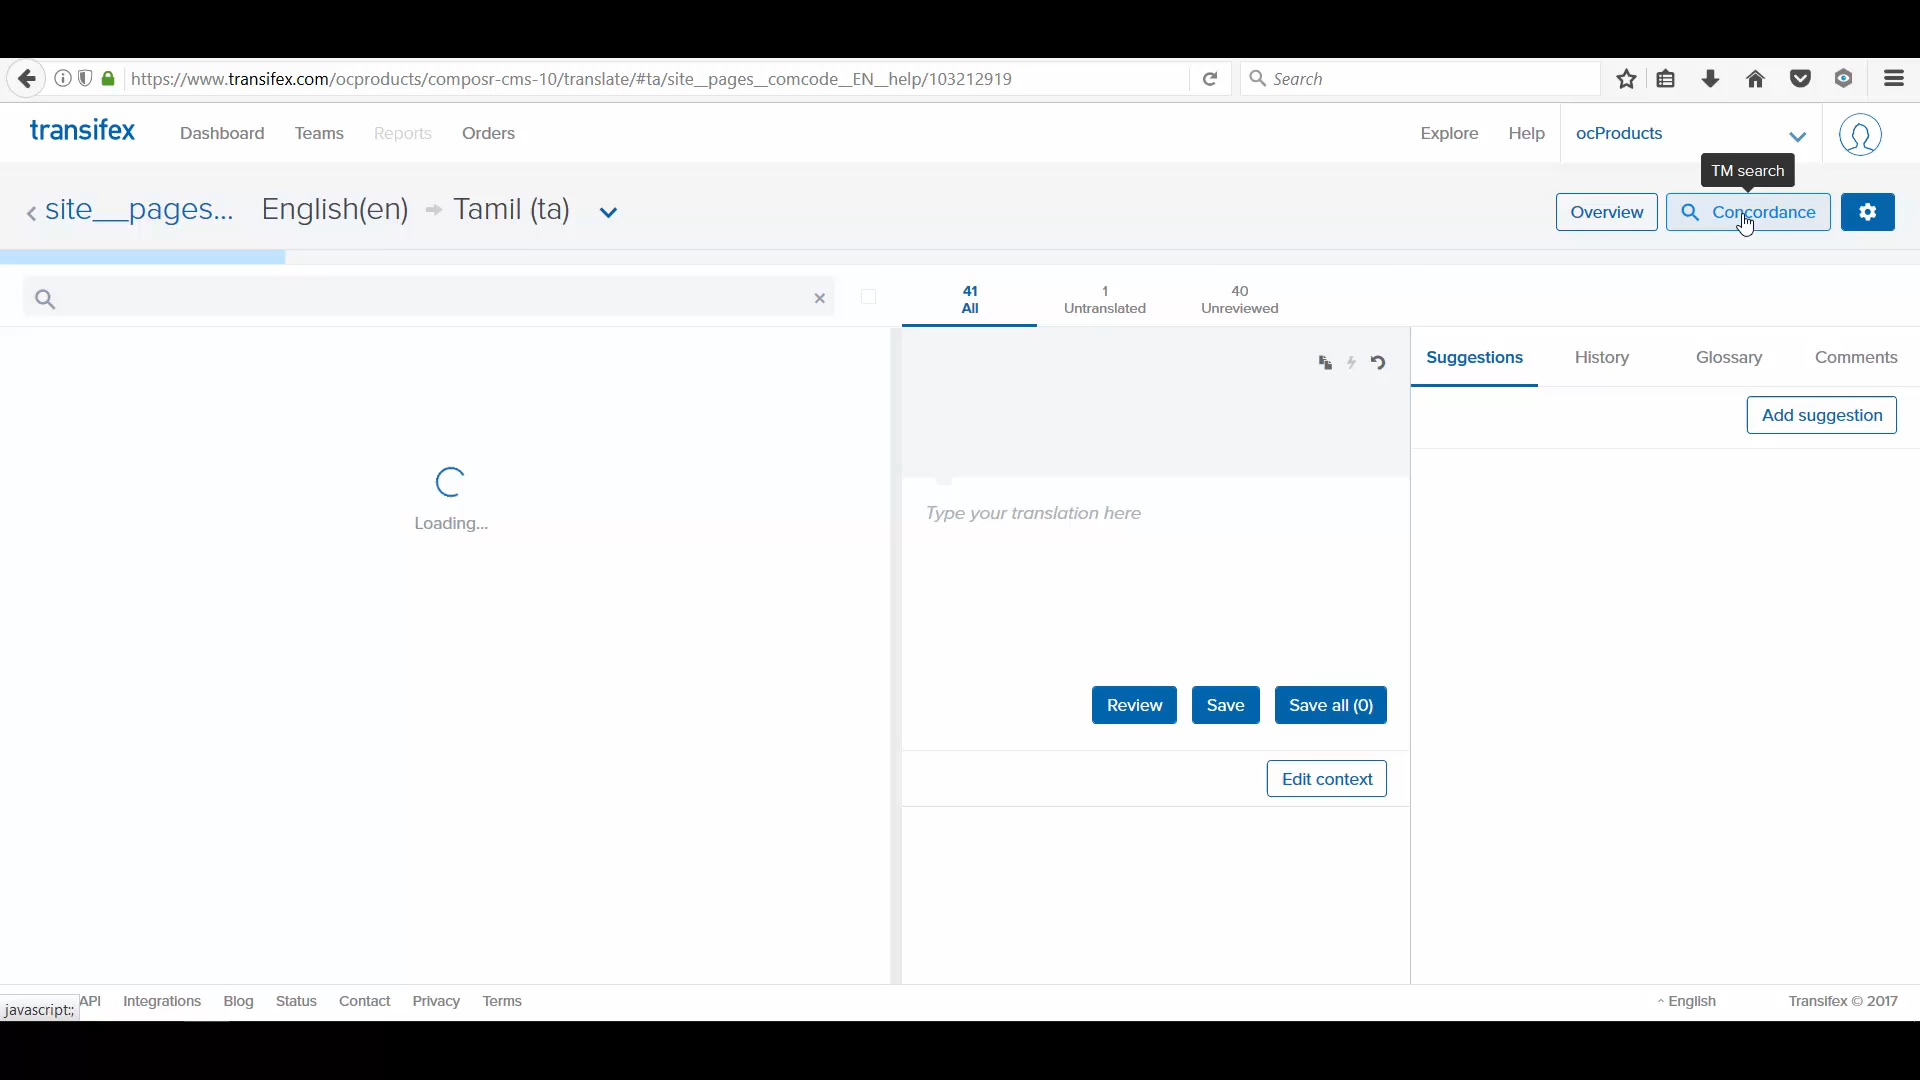 https://www.transifex.com/ocproducts/composr-cms-10/translate/#ta/site__pages__comcode__EN__help/103212919
Search
transifex
Dashboard
Teams
Reports
Orders
Explore
Help
ocProducts
TM search
site__pages...
English(en)
Tamil (ta)
Overview
Concordance
41
All
1
Untranslated
40
Unreviewed
Suggestions
History
Glossary
Comments
Add suggestion
Loading...
Type your translation here
Review
Save
Save all (0)
Edit context
javascript:;
API
Integrations
Blog
Status
Contact
Privacy
Terms
English
Transifex © 2017